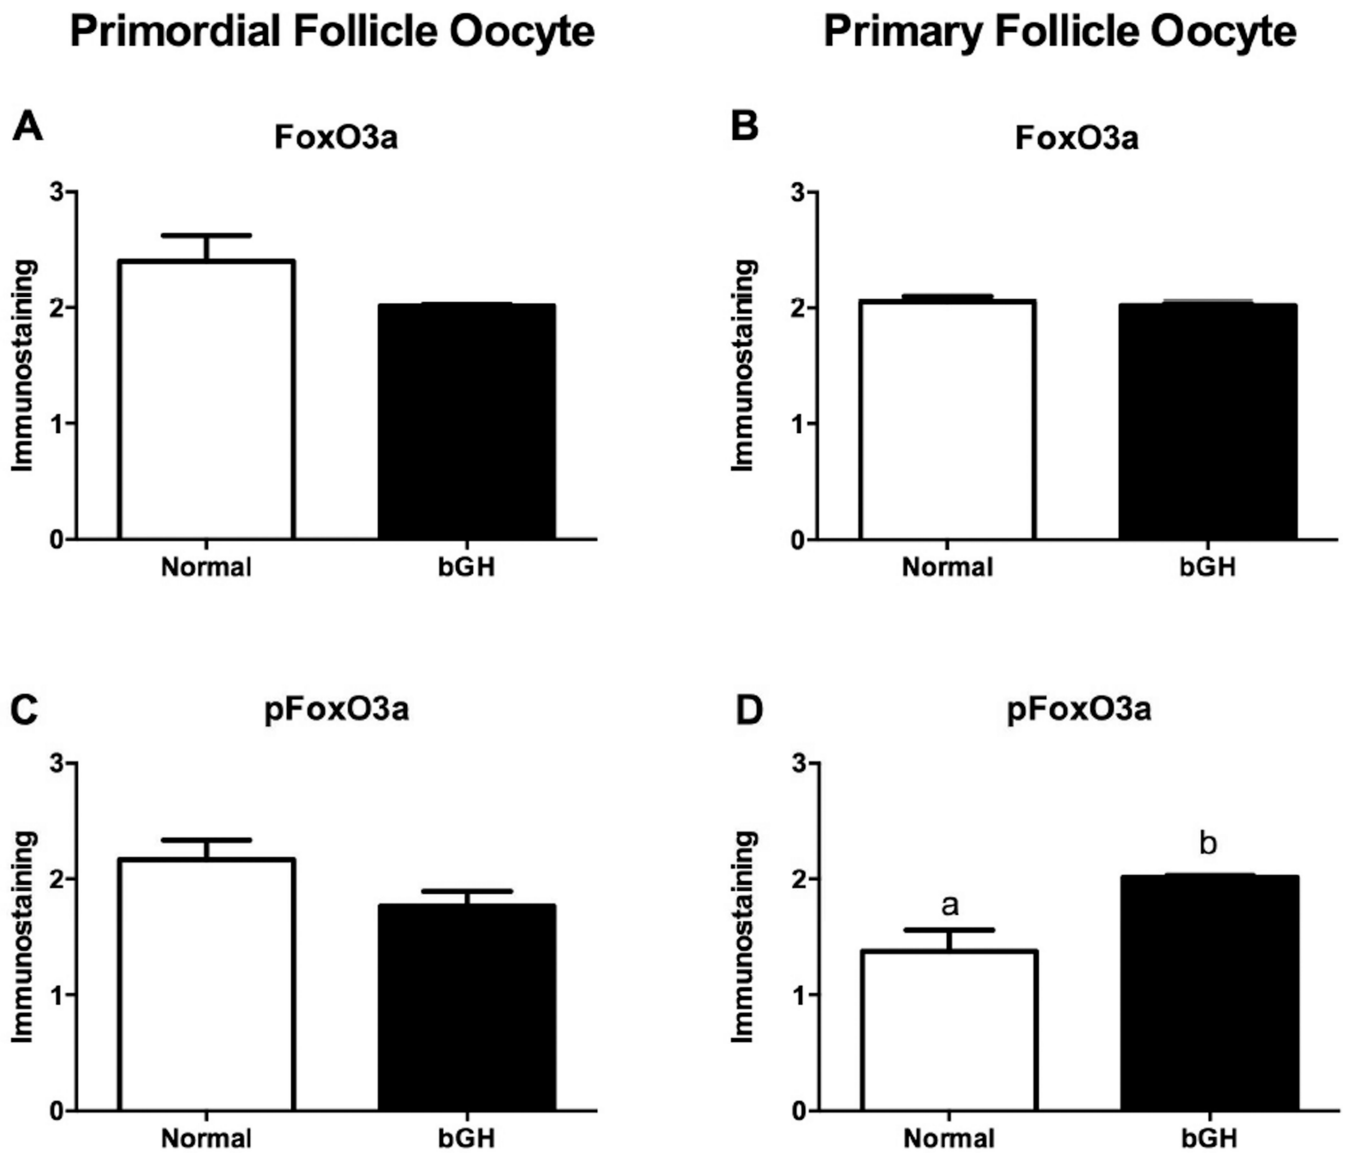 Primordial Follicle Oocyte
Primary Follicle Oocyte
A
FoxO3a
3
2
1
0
Immunostaining
Normal
bGH
B
FoxO3a
3
2
1
0
Immunostaining
Normal
bGH
C
pFoxO3a
3
2
1
0
Immunostaining
Normal
bGH
D
pFoxO3a
3
2
1
0
Immunostaining
a
b
Normal
bGH